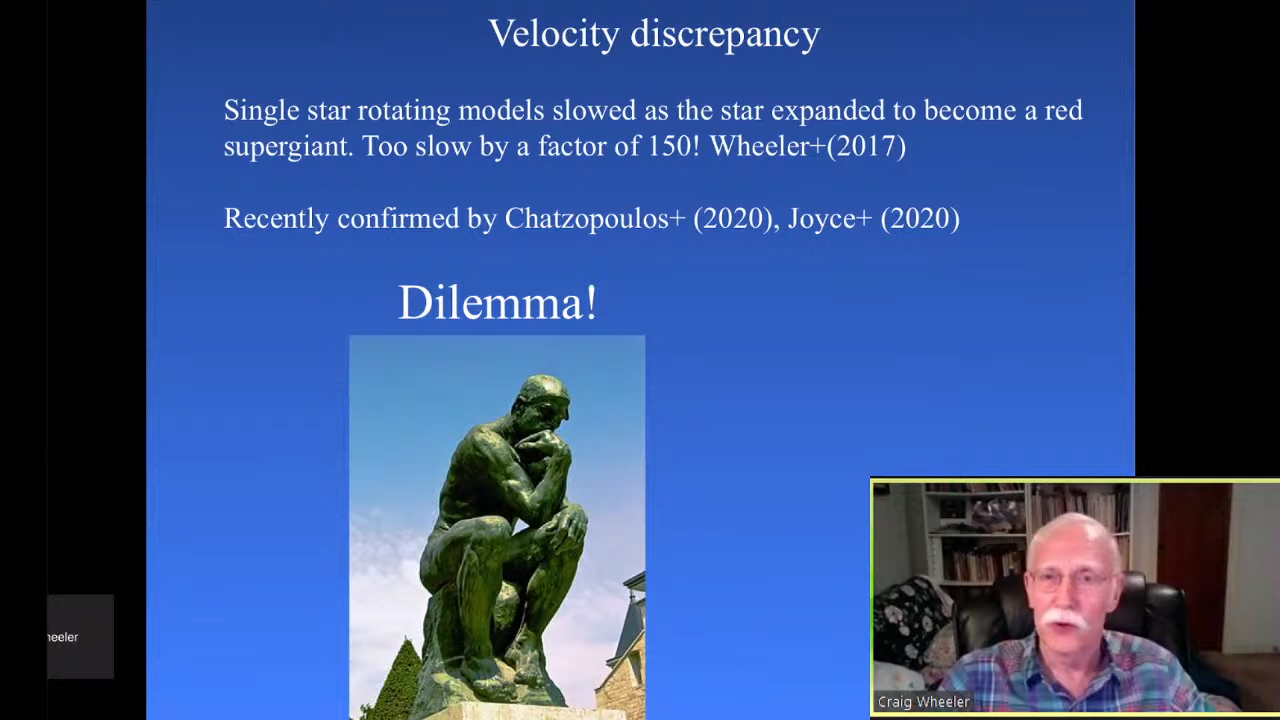 Velocity discrepancy
Single star rotating models slowed as the star expanded to become a red
supergiant. Too slow by a factor of 150! Wheeler+(2017)
Recently confirmed by Chatzopoulos+ (2020), Joyce+ (2020)
Dilemma!
heeler
Craig Wheeler